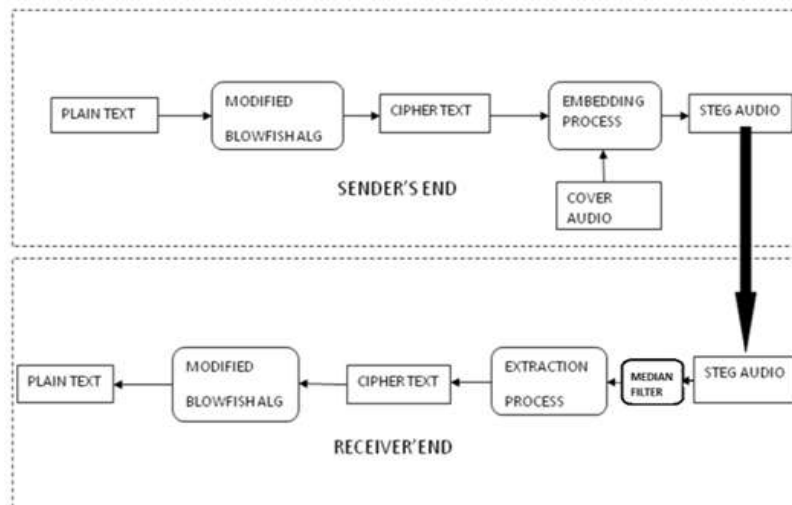 PLAIN TEXT
MODIFIED
BLOWFISH ALG
CIPHER TEXT
EMBEDDING
PROCESS
STEG AUDIO
COVER
AUDIO
SENDER'S END
PLAIN TEXT
MODIFIED
BLOWFISH ALG
CIPHER TEXT
EXTRACTION
PROCESS
MEDIAN
FILTER
STEG AUDIO
RECEIVER'END